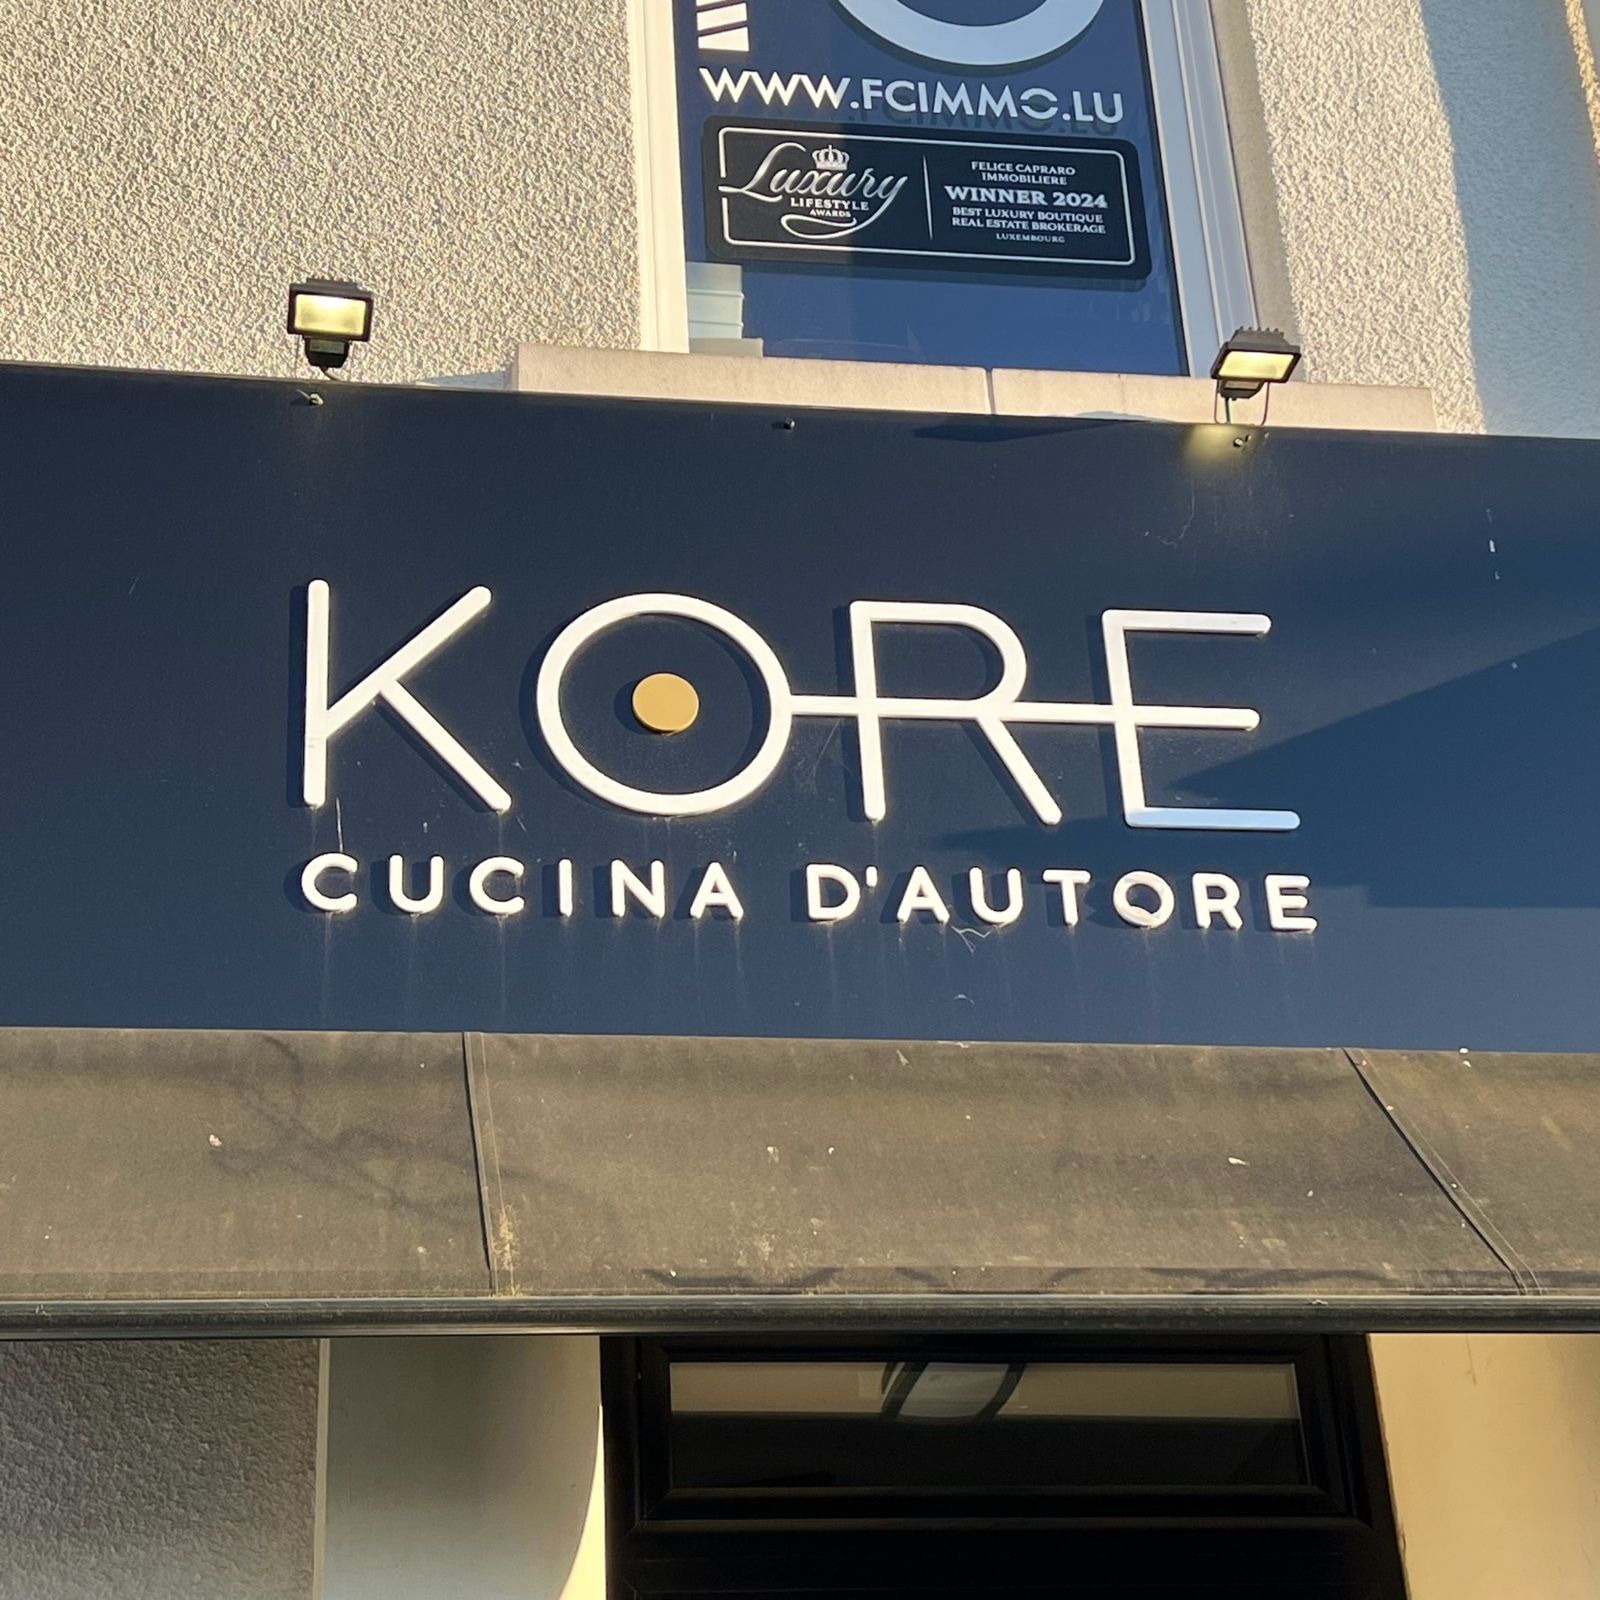 WWW.FCIMMO.LU
Luxury
LIFESTYLE
AWARDS
FELICE CAPRARO
IMMOBILIERE
WINNER 2024
BEST LUXURY BOUTIQUE
REAL ESTATE BROKERAGE
LUXEMBOURG
KORE
CUCINA D'AUTORE